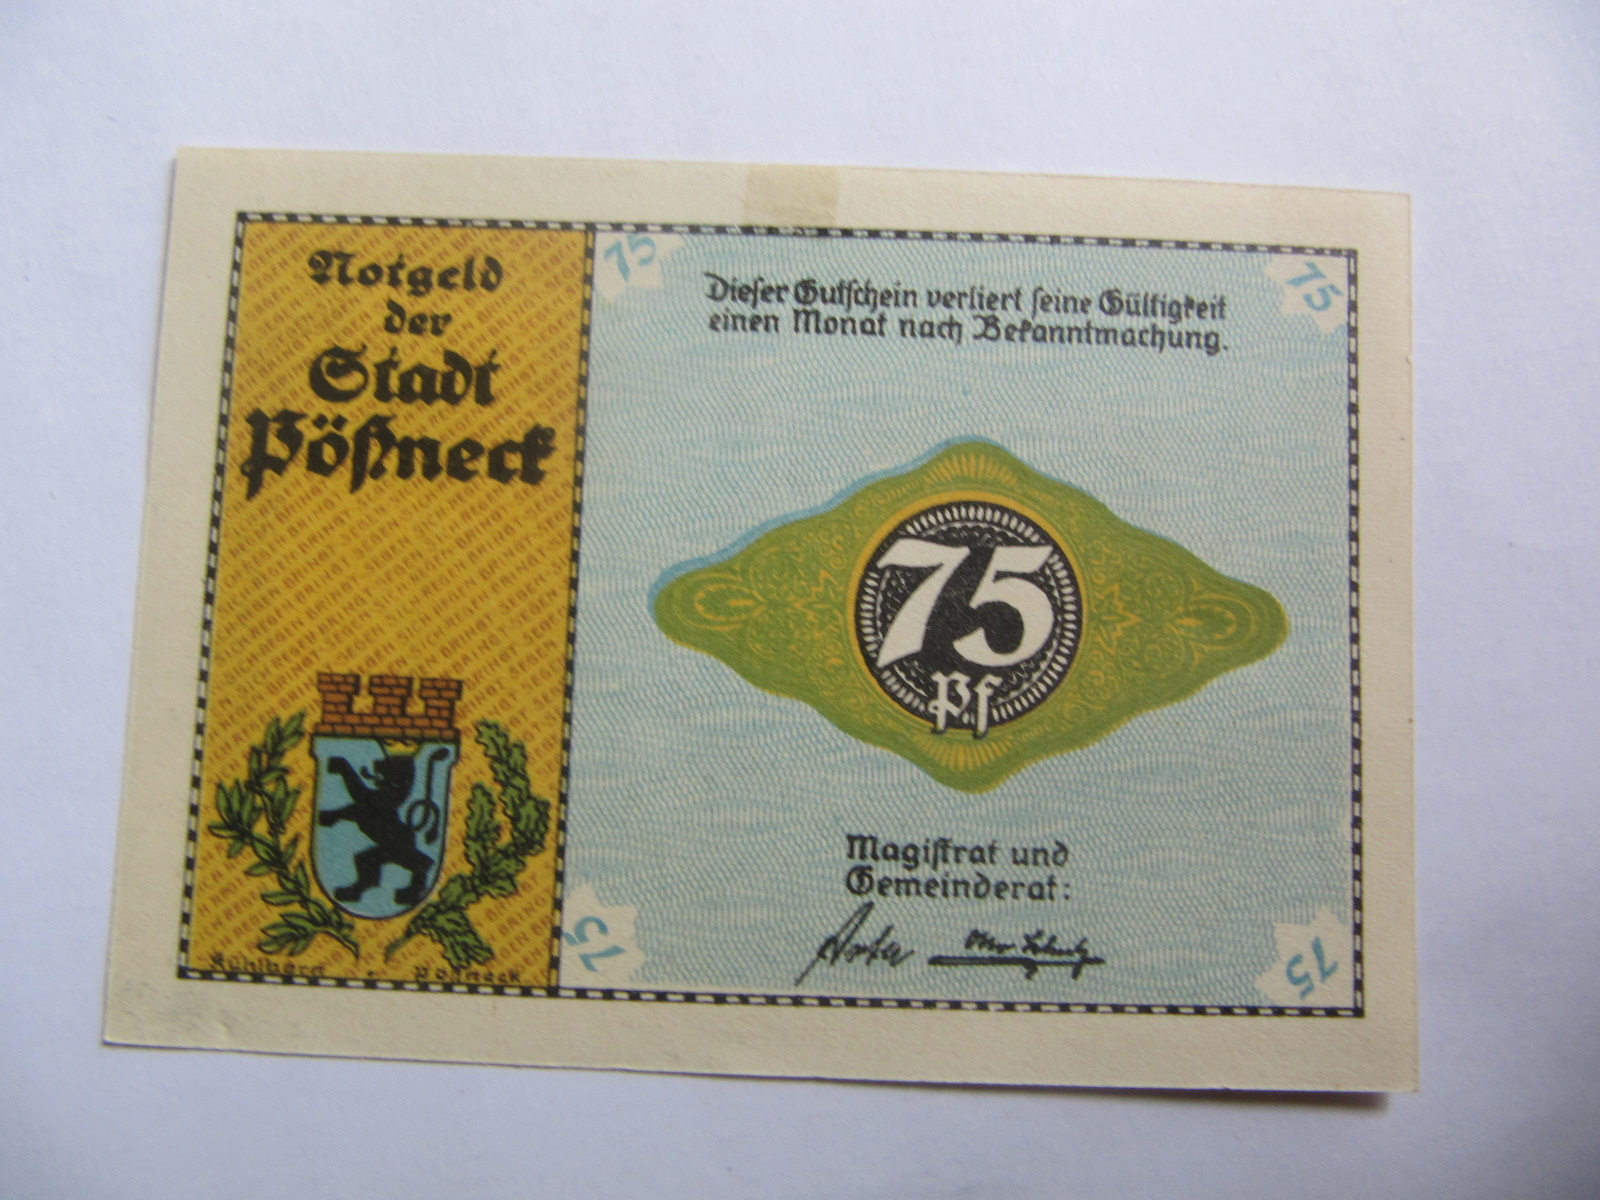 Notgeld
der
Stadt
Pößneck
75
75
Dieser Gutschein verliert seine Gültigkeit
einen Monat nach Bekanntmachung.
75
Pf
Magistrat und
Gemeinderat:
Pößneck
75
75